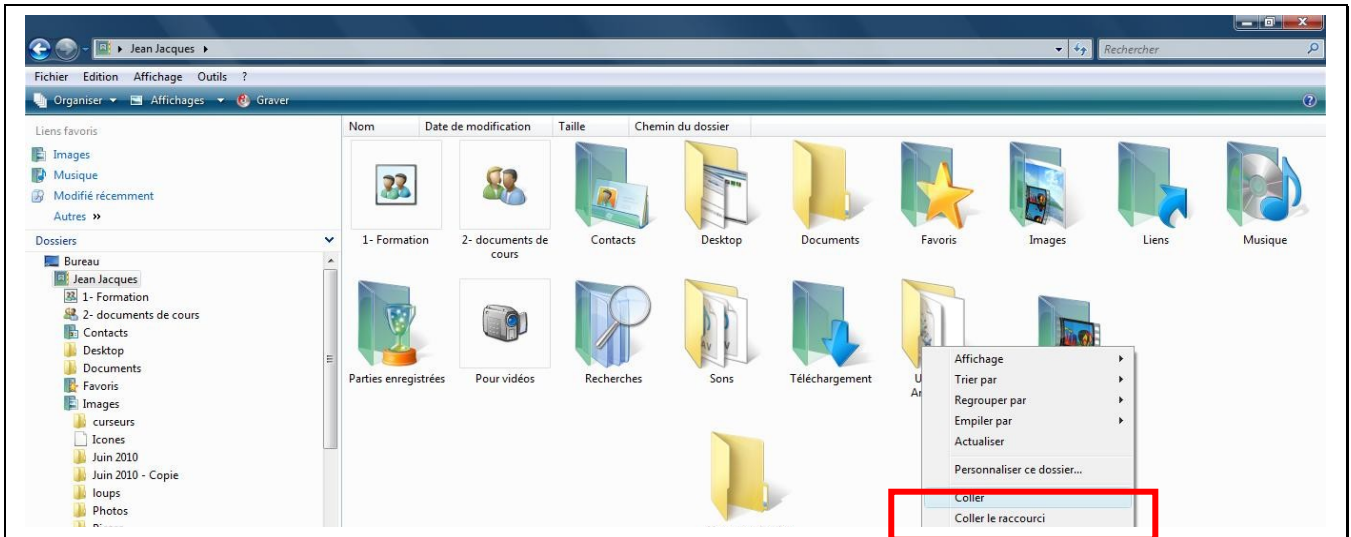 Jean Jacques
Rechercher
Fichier Edition Affichage Outils ?
Organiser Affichages Graver
Liens favoris
Images
Musique
Modifié récemment
Autres »
Dossiers
Bureau
Jean Jacques
1- Formation
2- documents de cours
Contacts
Desktop
Documents
Favoris
Images
curseurs
Icones
Juin 2010
Juin 2010 - Copie
loups
Photos
Nom Date de modification Taille Chemin du dossier
1- Formation
2- documents de
cours
Contacts
Desktop
Documents
Favoris
Images
Liens
Musique
Parties enregistrées
Pour vidéos
Recherches
Sons
Téléchargement
Affichage
Trier par
Regrouper par
Empiler par
Actualiser
Personnaliser ce dossier...
Coller
Coller le raccourci